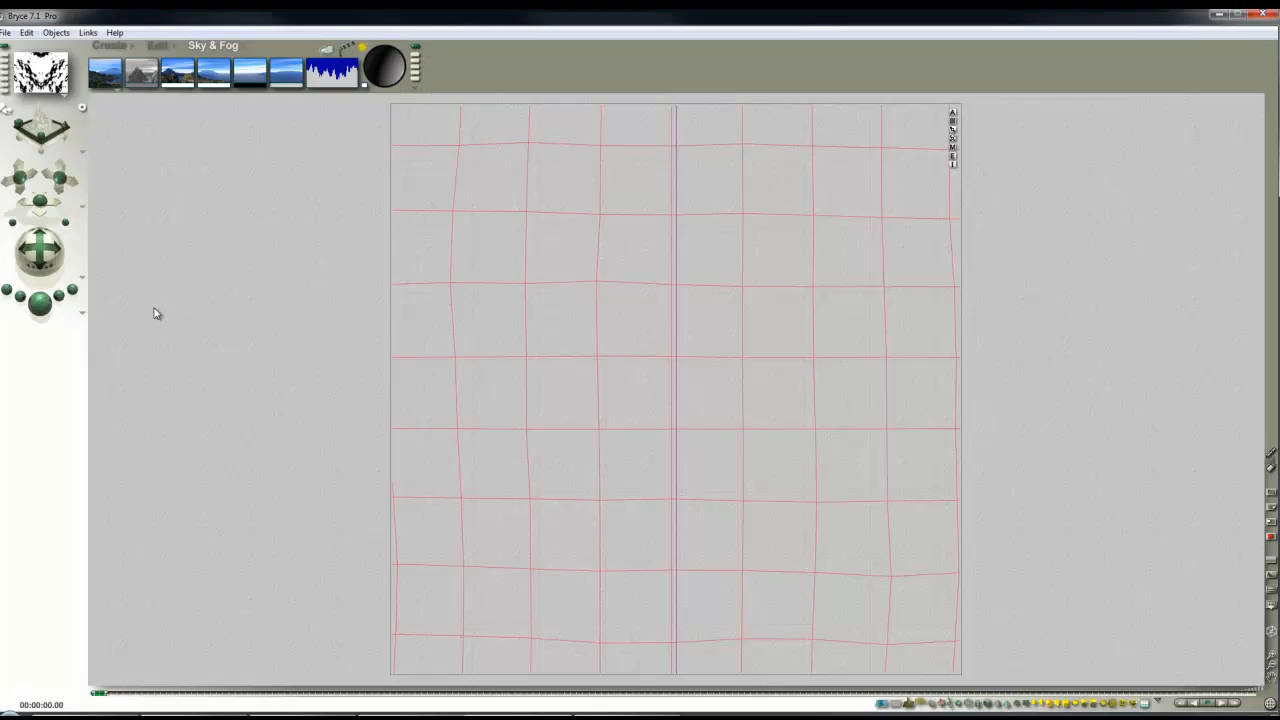 Bryce 7.1 Pro
File Edit Objects Links Help
Create Edit Sky & Fog
A
M
E
I
00:00:00.00